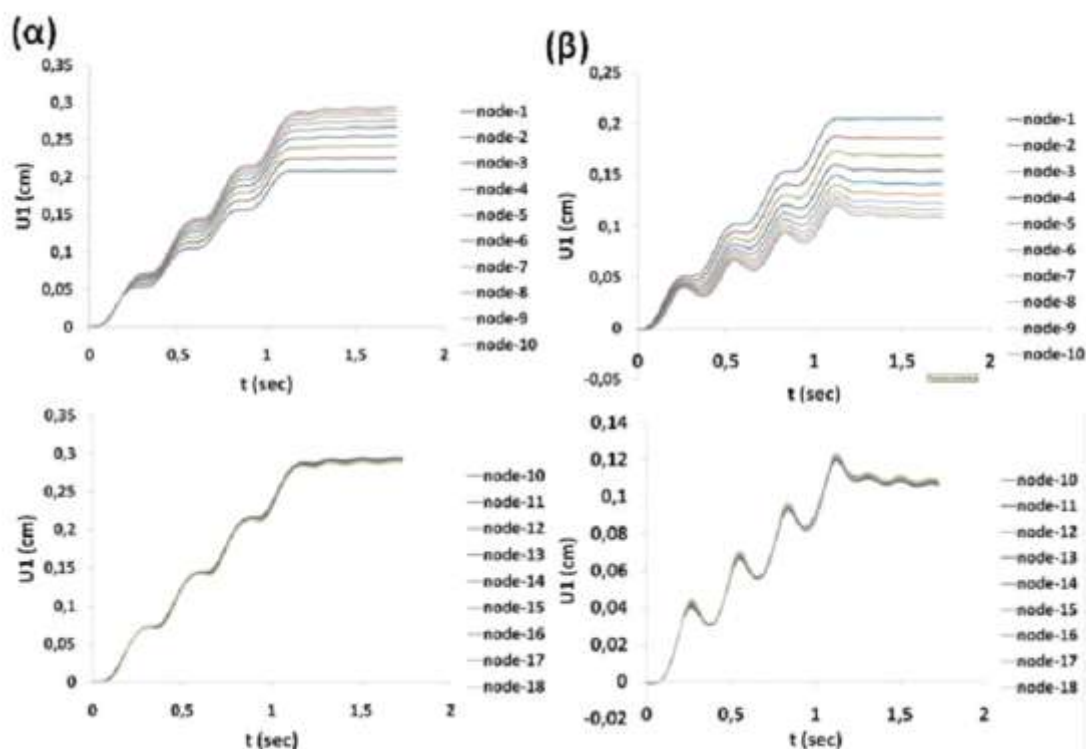 (α)
0,35
0,3
0,25
0,2
0,15
0,1
0,05
0
U1 (cm)
0
0,5
1
1,5
2
t (sec)
node-1
node-2
node-3
node-4
node-5
node-6
node-7
node-8
node-9
node-10
(β)
0,25
0,2
0,15
0,1
0,05
0
-0,05
U1 (cm)
0
0,5
1
1,5
2
t (sec)
node-1
node-2
node-3
node-4
node-5
node-6
node-7
node-8
node-9
node-10
0,35
0,3
0,25
0,2
0,15
0,1
0,05
0
U1 (cm)
0
0,5
1
1,5
2
t (sec)
node-10
node-11
node-12
node-13
node-14
node-15
node-16
node-17
node-18
0,14
0,12
0,1
0,08
0,06
0,04
0,02
0
-0,02
U1 (cm)
0
0,5
1
1,5
2
t (sec)
node-10
node-11
node-12
node-13
node-14
node-15
node-16
node-17
node-18